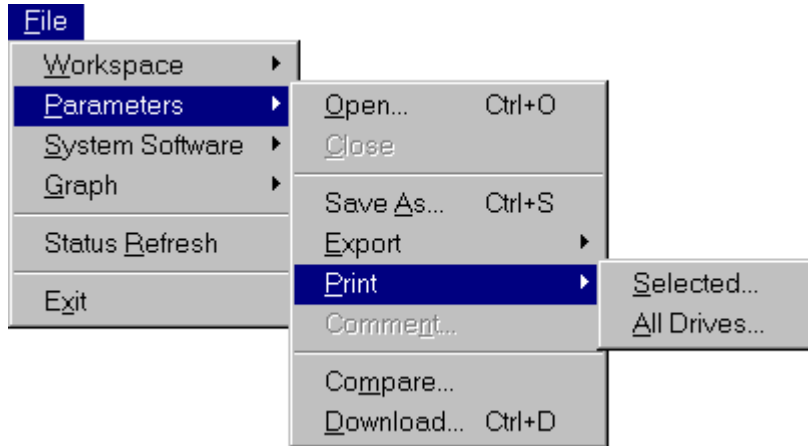 File
Workspace
Parameters
System Software
Graph
Status Refresh
Exit
Open... Ctrl+O
Close
Save As... Ctrl+S
Export
Print
Comment...
Compare...
Download... Ctrl+D
Selected...
All Drives...